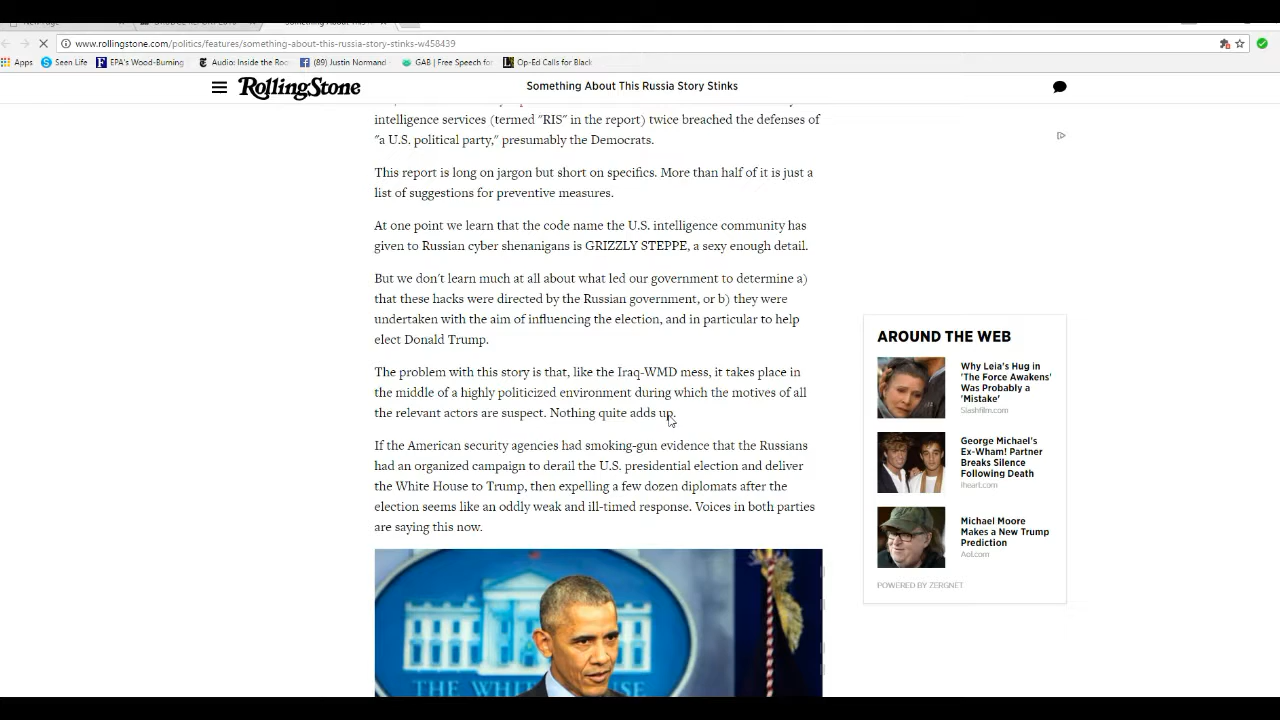 www.rollingstone.com/politics/features/something-about-this-russia-story-stinks-w458439
Apps
Seen Life
EPA's Wood-Burning
Audio: Inside the Roo
(89) Justin Normand
GAB | Free Speech for
Op-Ed Calls for Black
RollingStone
Something About This Russia Story Stinks
intelligence services (termed "RIS" in the report) twice breached the defenses of
"a U.S. political party," presumably the Democrats.
This report is long on jargon but short on specifics. More than half of it is just a
list of suggestions for preventive measures.
At one point we learn that the code name the U.S. intelligence community has
given to Russian cyber shenanigans is GRIZZLY STEPPE, a sexy enough detail.
But we don't learn much at all about what led our government to determine a)
that these hacks were directed by the Russian government, or b) they were
undertaken with the aim of influencing the election, and in particular to help
elect Donald Trump.
The problem with this story is that, like the Iraq-WMD mess, it takes place in
the middle of a highly politicized environment during which the motives of all
the relevant actors are suspect. Nothing quite adds up.
If the American security agencies had smoking-gun evidence that the Russians
had an organized campaign to derail the U.S. presidential election and deliver
the White House to Trump, then expelling a few dozen diplomats after the
election seems like an oddly weak and ill-timed response. Voices in both parties
are saying this now.
THE WHITE HOUSE
AROUND THE WEB
Why Leia's Hug in
'The Force Awakens'
Was Probably a
'Mistake'
Slashfilm.com
George Michael's
Ex-Wham! Partner
Breaks Silence
Following Death
Iheart.com
Michael Moore
Makes a New Trump
Prediction
Aol.com
POWERED BY ZERGNET